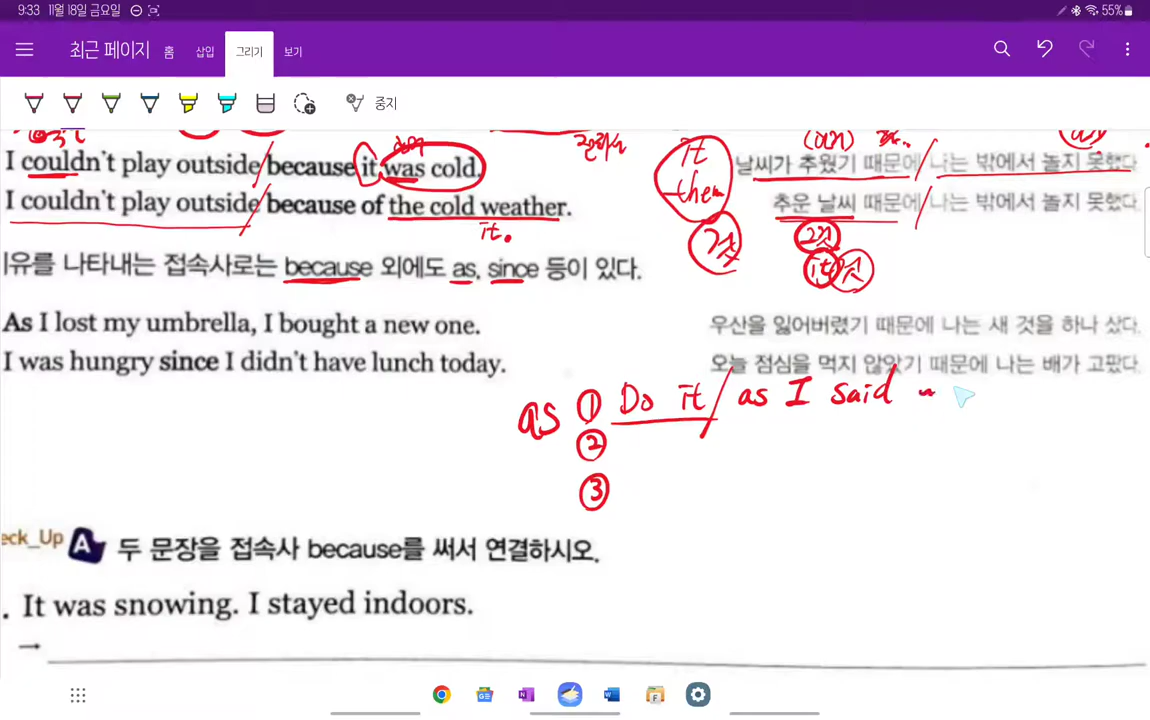 9:33 11월 18일 금요일 55%
최근 페이지 홈 삽입 그리기 보기
중지
I couldn't play outside because it was cold. it them 날씨가 추웠기 때문에 나는 밖에서 놀지 못했다
I couldn't play outside because of the cold weather. 추운 날씨 때문에 나는 밖에서 놀지 못했다.
it. 것 그것
it 것
유를 나타내는 접속사로는 because 외에도 as, since 등이 있다.
As I lost my umbrella, I bought a new one. 우산을 잃어버렸기 때문에 나는 새 것을 하나 샀다.
I was hungry since I didn't have lunch today. 오늘 점심을 먹지 않았기 때문에 나는 배가 고팠다.
as ① Do it / as I said ~
②
③
eck_Up A 두 문장을 접속사 because를 써서 연결하시오.
. It was snowing. I stayed indoors.
→